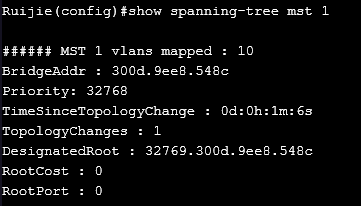 Ruijie(config)#show spanning-tree mst 1
###### MST 1 vlans mapped : 10
BridgeAddr : 300d.9ee8.548c
Priority: 32768
TimeSinceTopologyChange : 0d:0h:1m:6s
TopologyChanges : 1
DesignatedRoot : 32769.300d.9ee8.548c
RootCost : 0
RootPort : 0